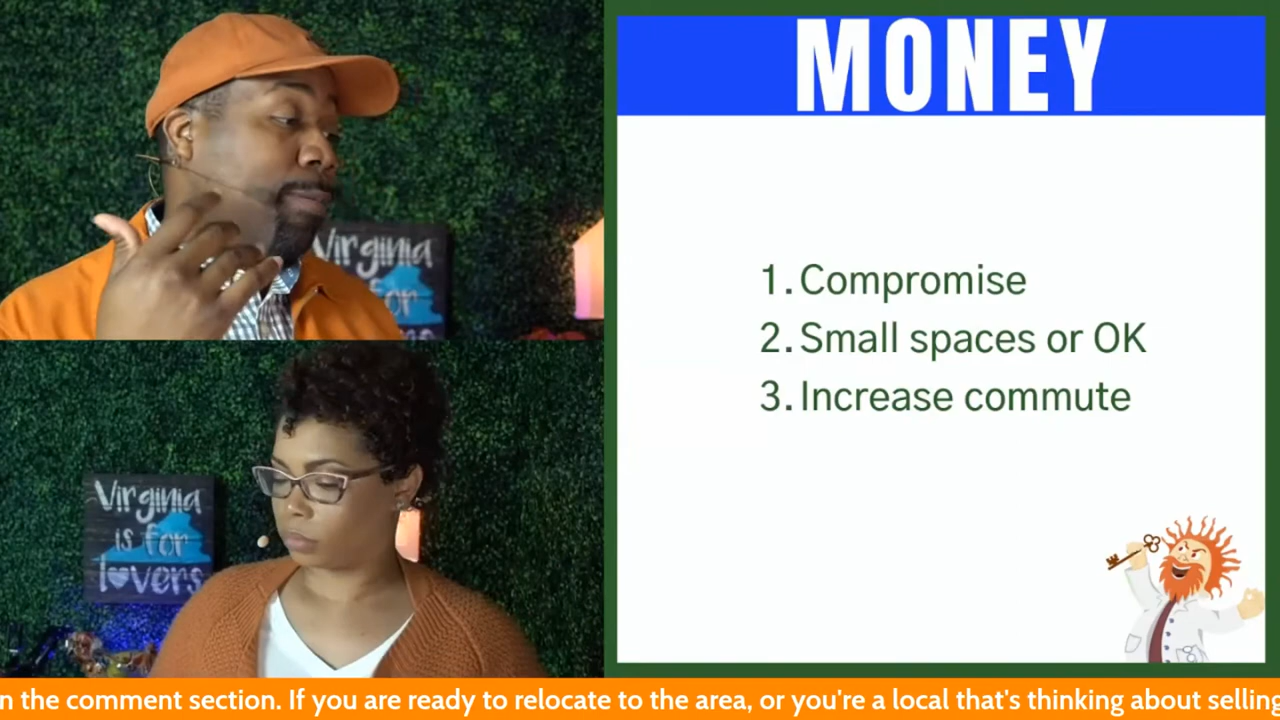 MONEY
1. Compromise
2. Small spaces or OK
3. Increase commute
Virginia
for
Virginia
is for
lovers
n the comment section. If you are ready to relocate to the area, or you're a local that's thinking about selling